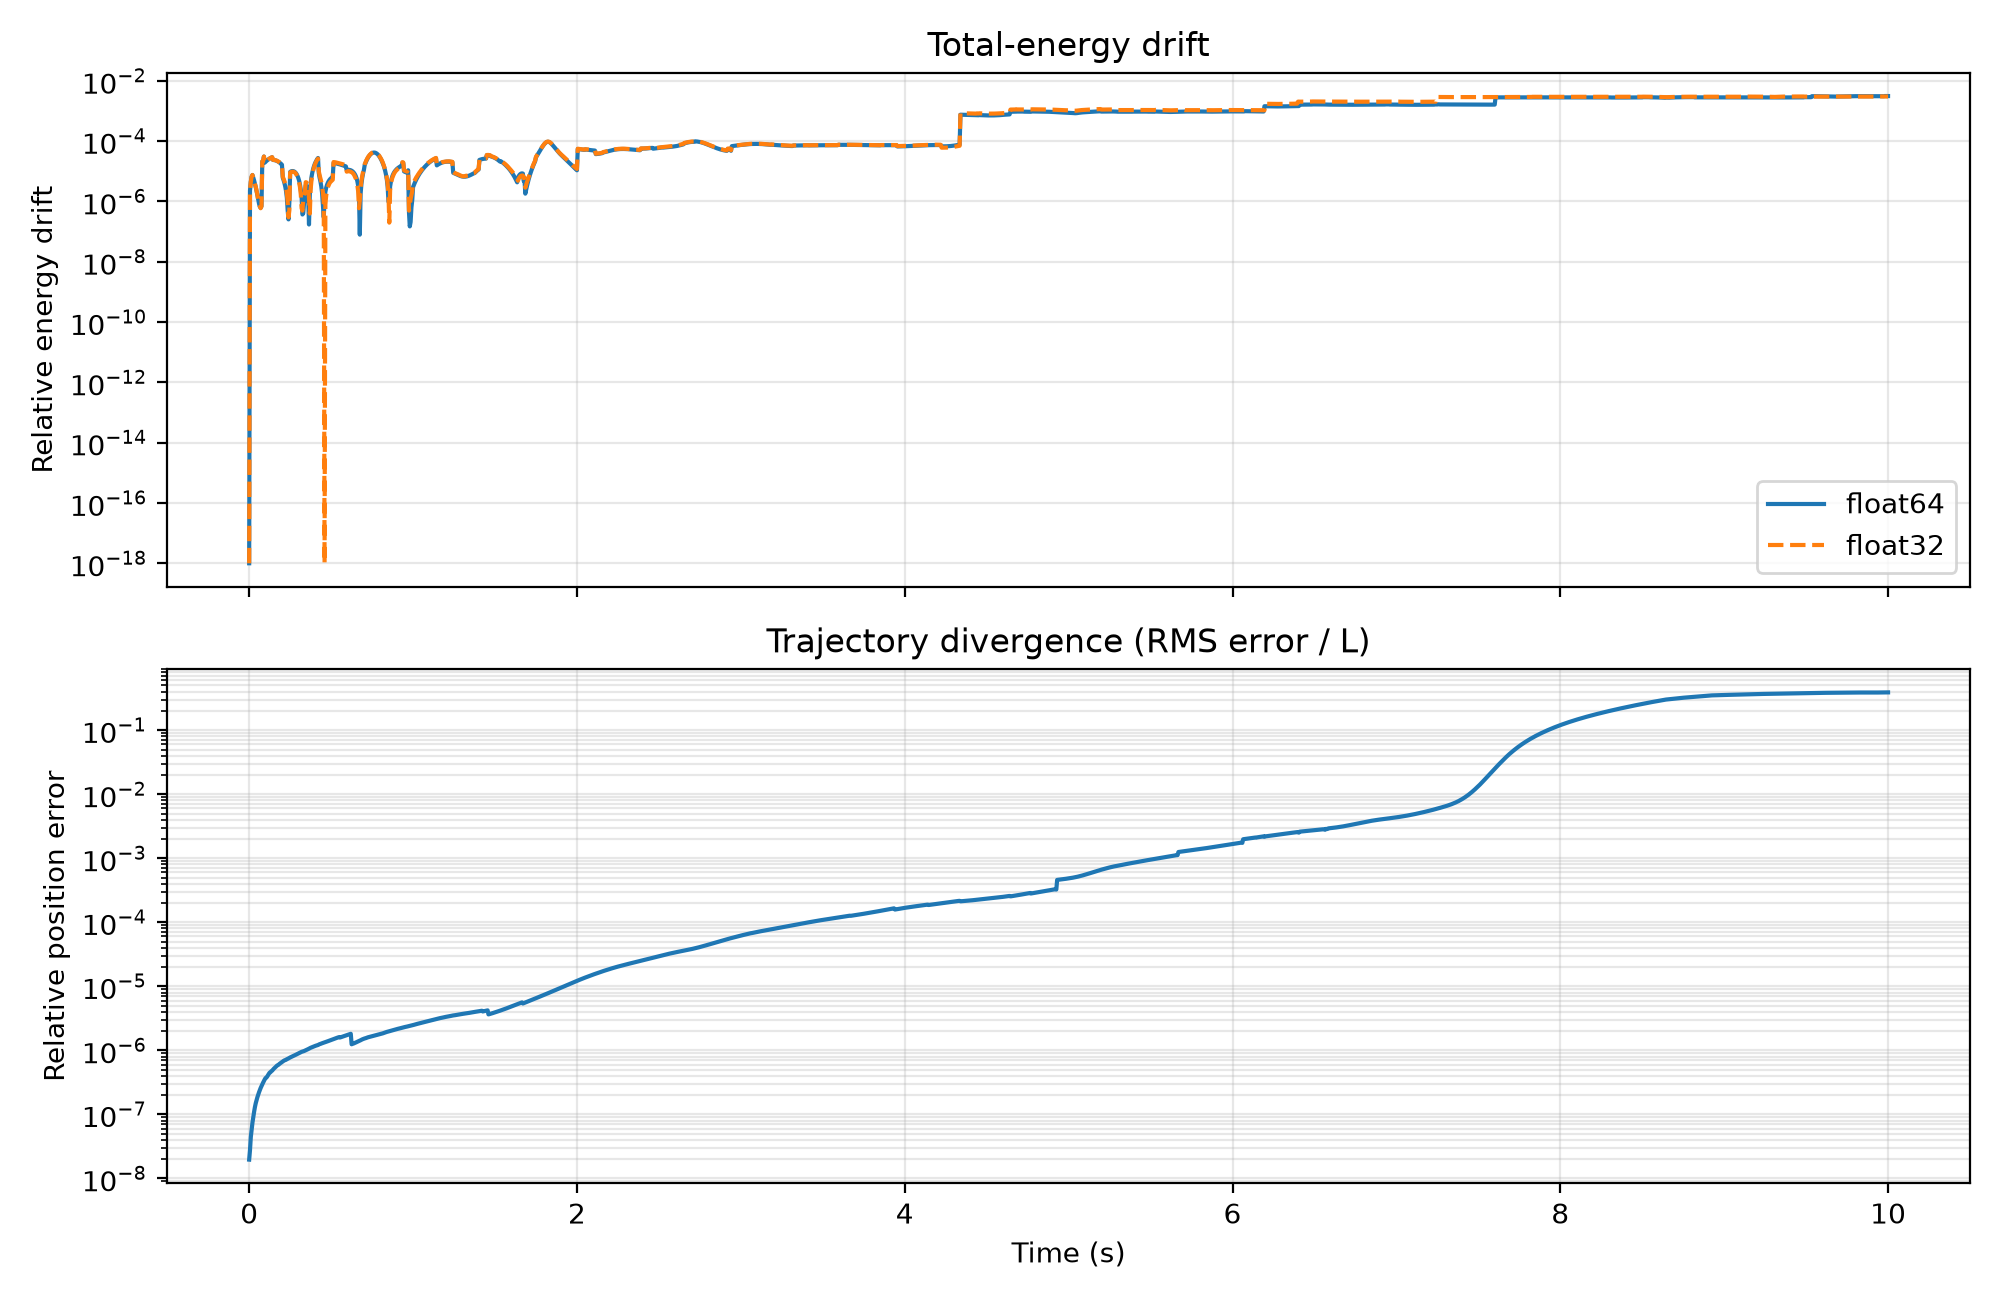 Total-energy drift
Relative energy drift
10⁻²
10⁻⁴
10⁻⁶
10⁻⁸
10⁻¹⁰
10⁻¹²
10⁻¹⁴
10⁻¹⁶
10⁻¹⁸
float64
float32
Trajectory divergence (RMS error / L)
Relative position error
10⁻¹
10⁻²
10⁻³
10⁻⁴
10⁻⁵
10⁻⁶
10⁻⁷
10⁻⁸
0 2 4 6 8 10
Time (s)